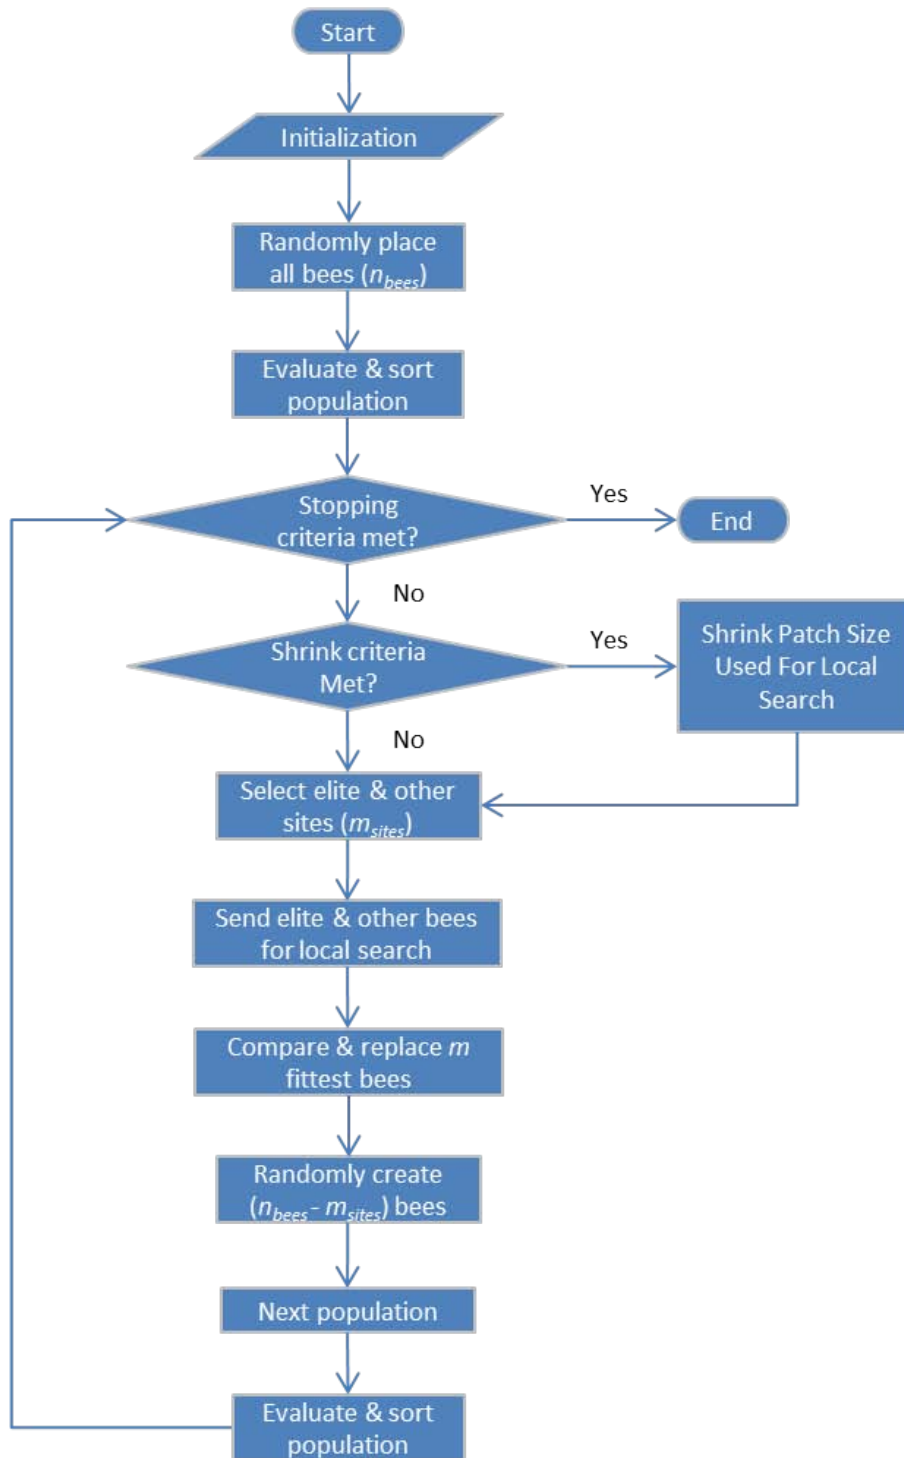 Start
Initialization
Randomly place
all bees (nbees)
Evaluate & sort
population
Stopping
criteria met?
Yes
End
No
Shrink criteria
Met?
Yes
Shrink Patch Size
Used For Local
Search
No
Select elite & other
sites (msites)
Send elite & other bees
for local search
Compare & replace m
fittest bees
Randomly create
(nbees - msites) bees
Next population
Evaluate & sort
population